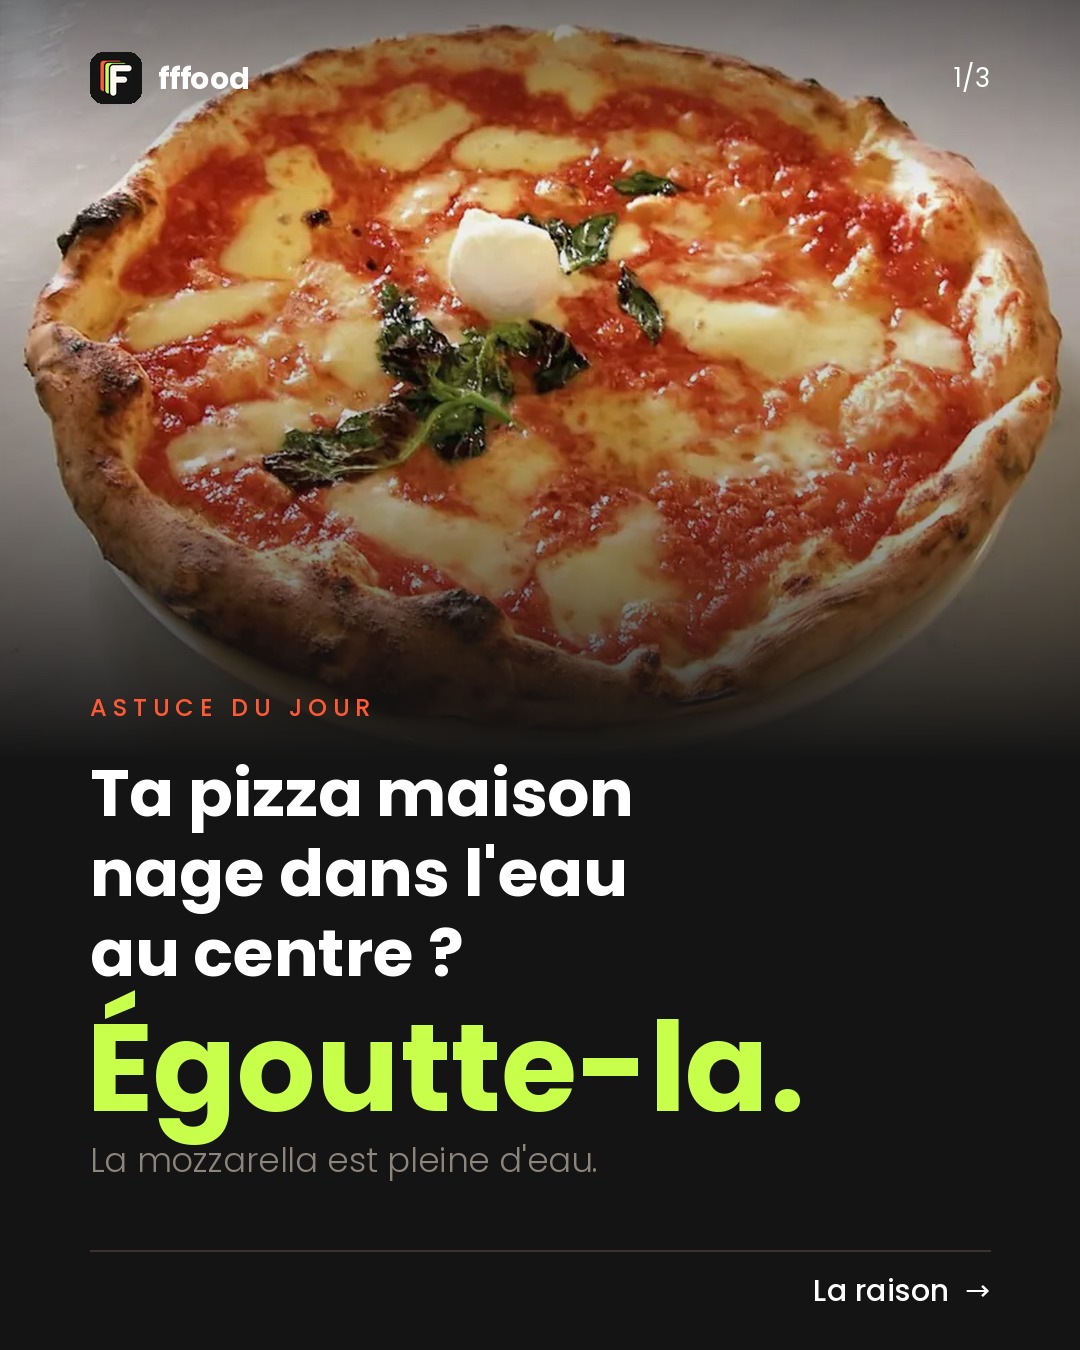 fffood
1/3
ASTUCE DU JOUR
Ta pizza maison
nage dans l'eau
au centre ?
Égoutte-la.
La mozzarella est pleine d'eau.
La raison →